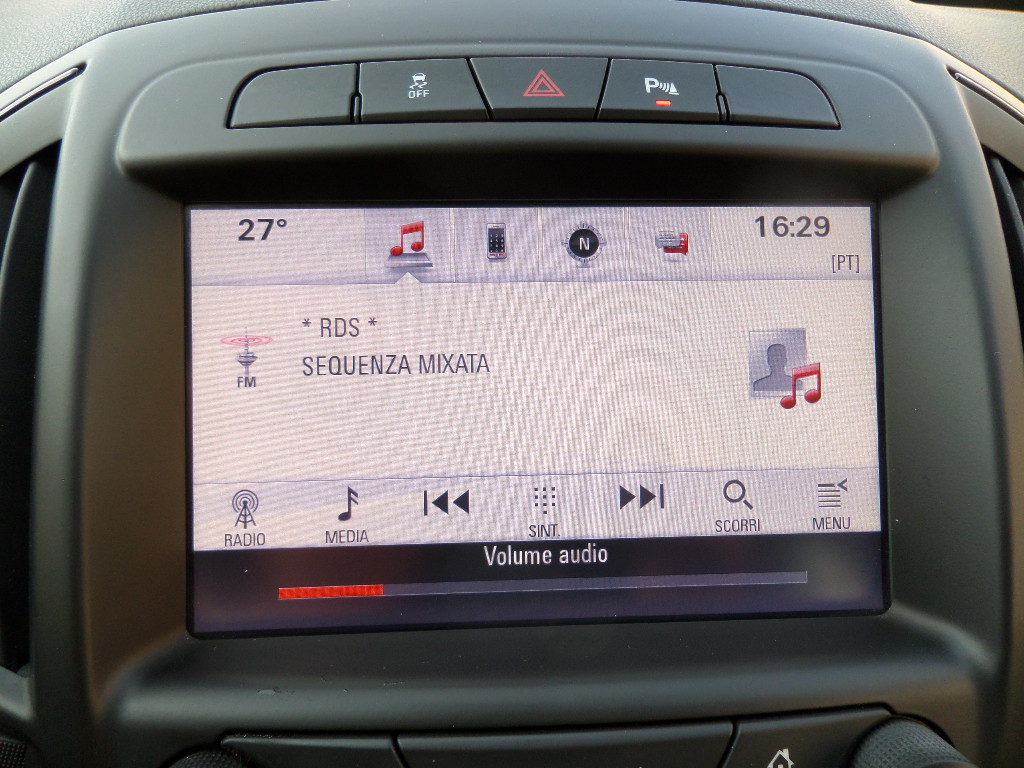 OFF
P
27°
N
16:29
[PT]
* RDS *
SEQUENZA MIXATA
FM
RADIO
MEDIA
SINT.
SCORRI
MENU
Volume audio